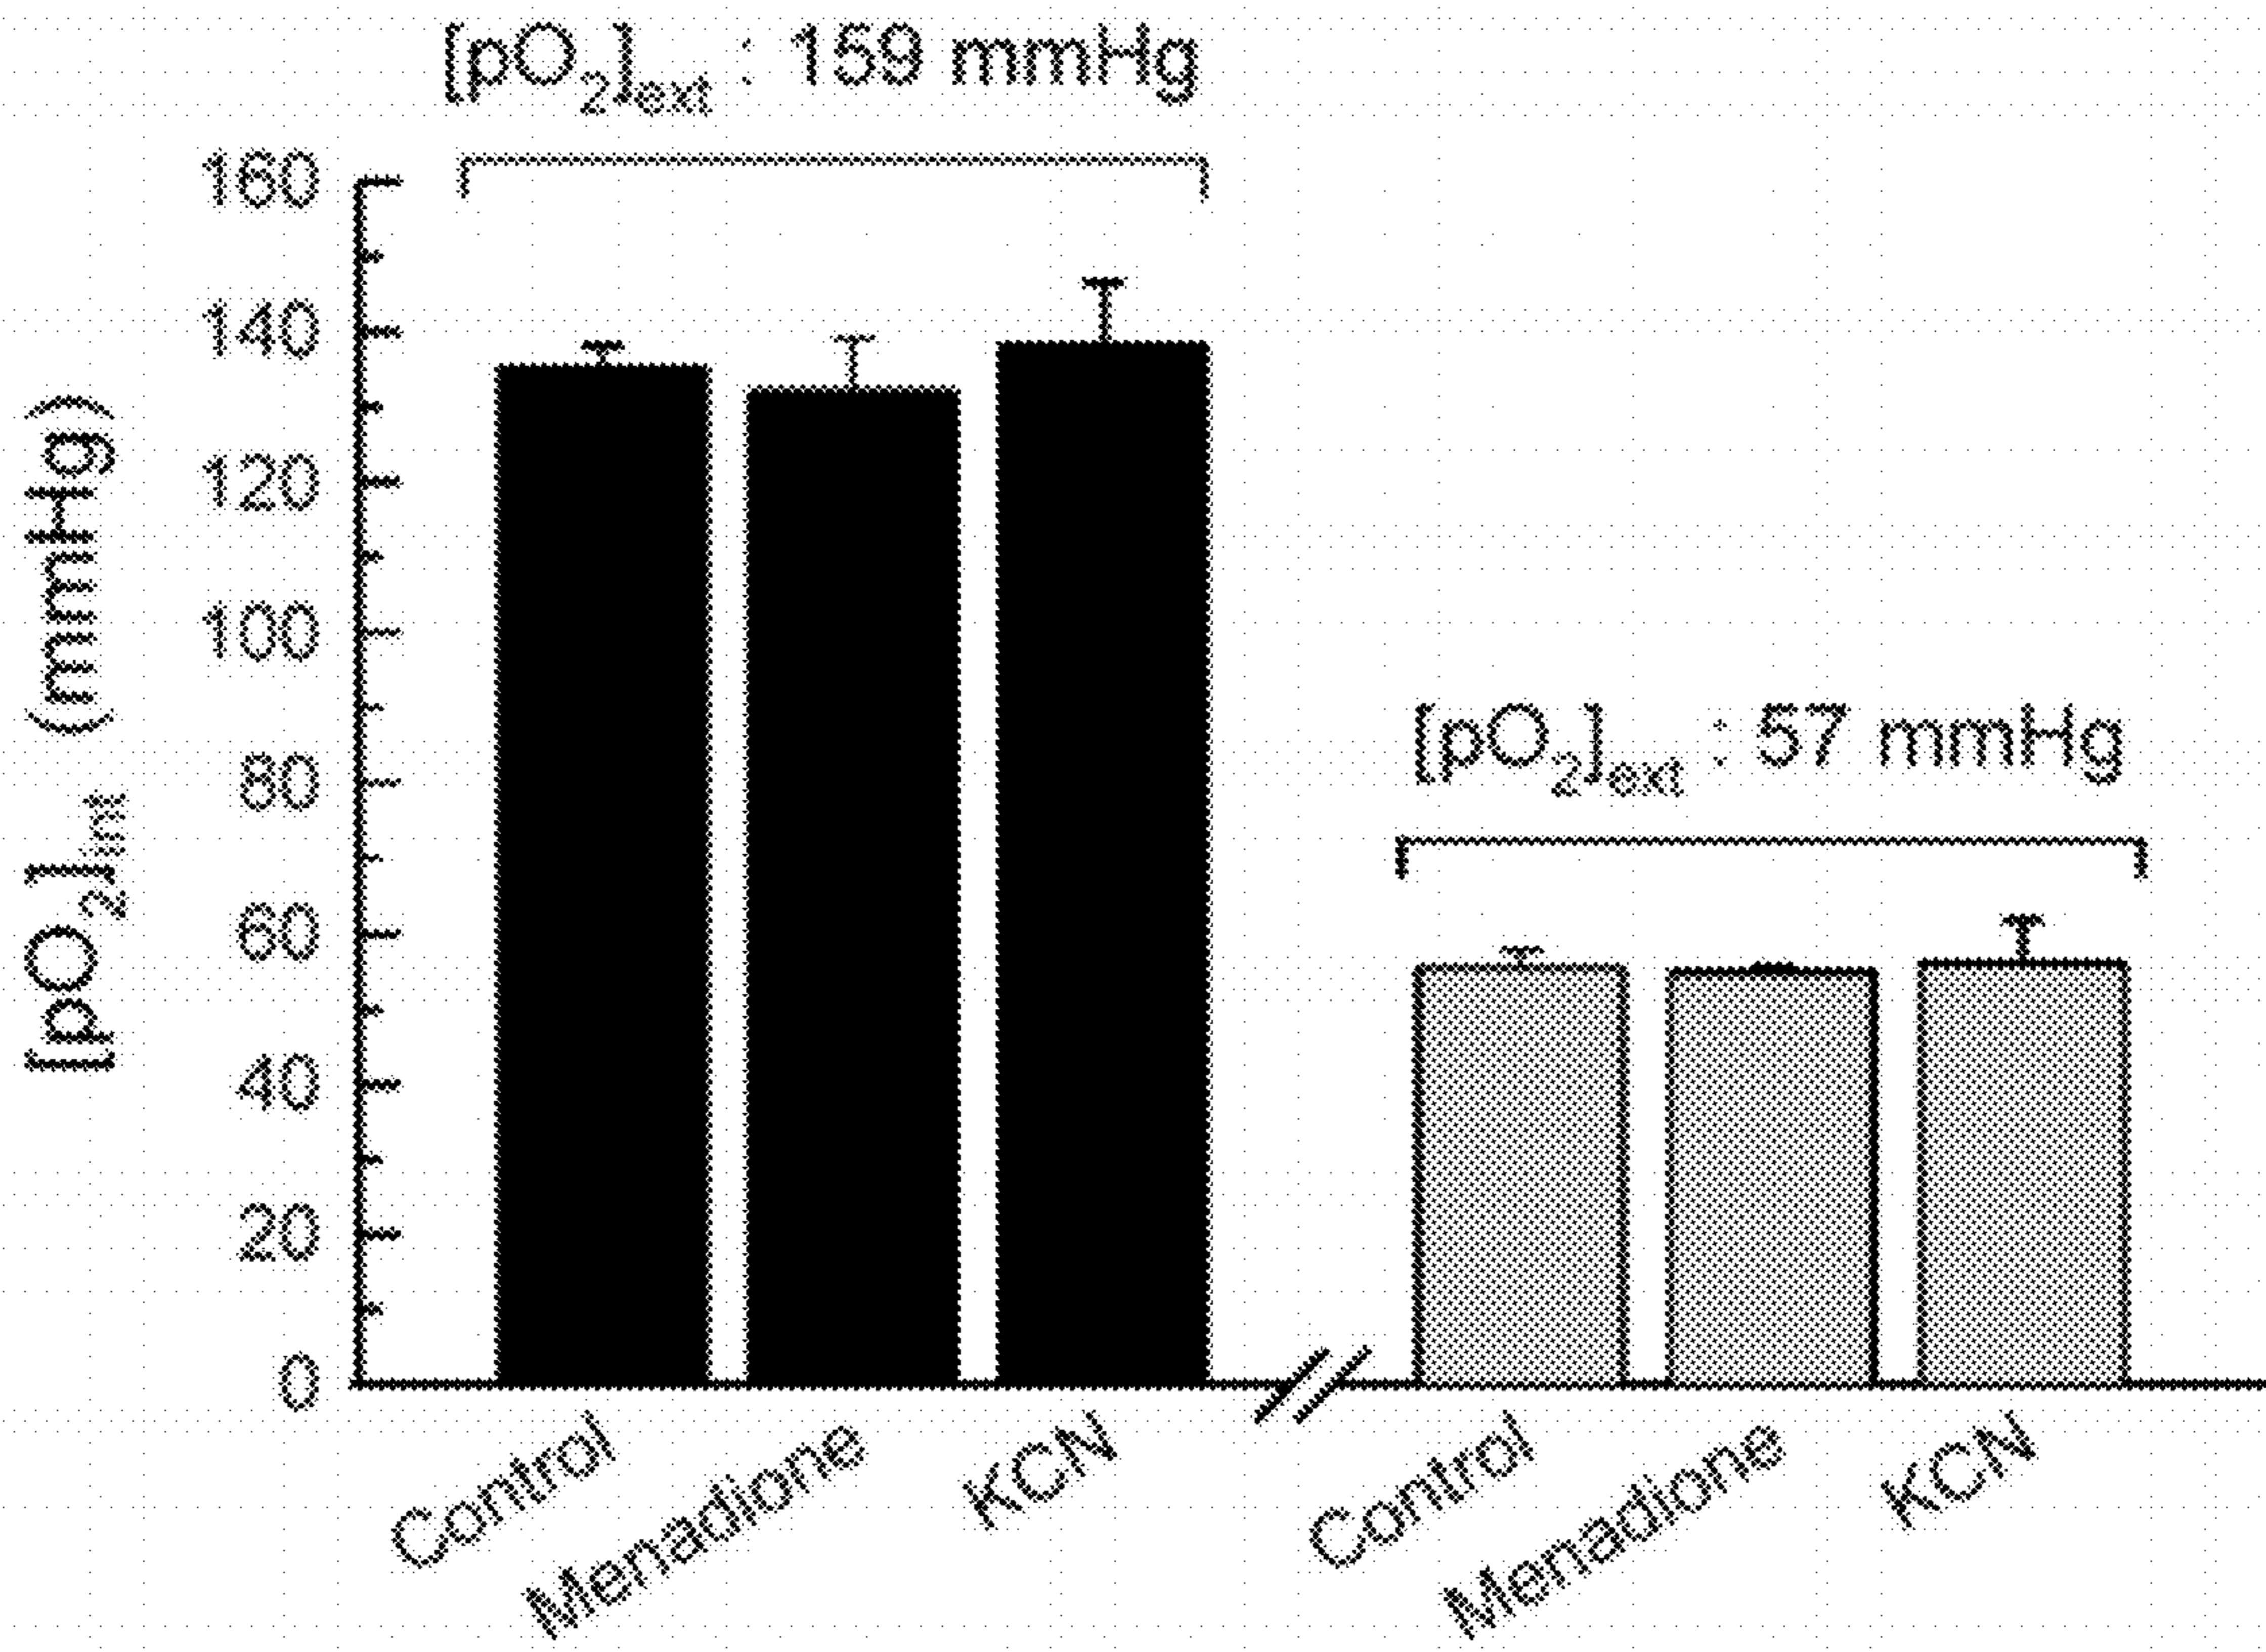 [pO2]ext : 159 mmHg
[pO2]int (mmHg)
160
140
120
100
80
60
40
20
0
[pO2]ext : 57 mmHg
Control
Menadione
KCN
Control
Menadione
KCN